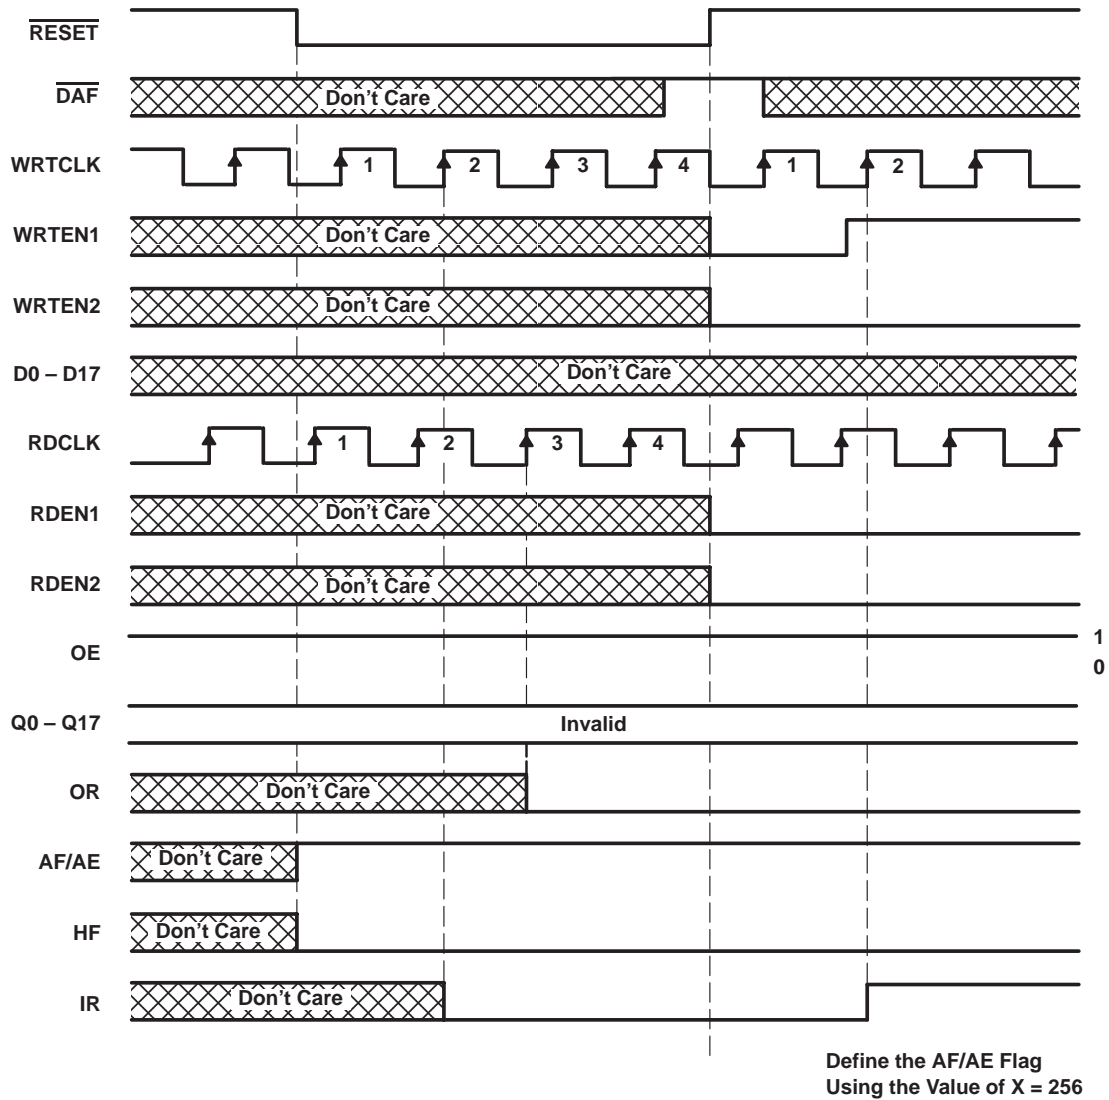 RESET
DAF
Don't Care
WRTCLK
1 2 3 4 1 2
WRTEN1
Don't Care
WRTEN2
Don't Care
D0 – D17
Don't Care
RDCLK
1 2 3 4
RDEN1
Don't Care
RDEN2
Don't Care
OE
1
0
Q0 – Q17
Invalid
OR
Don't Care
AF/AE
Don't Care
HF
Don't Care
IR
Don't Care
Define the AF/AE Flag
Using the Value of X = 256